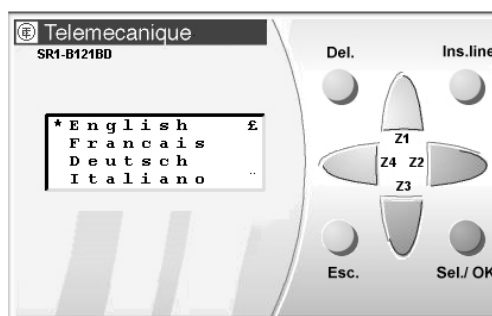 Telemecanique
SR1-B121BD
* English £
Francais
Deutsch
Italiano ¨
Del.
Ins.line
Z1
Z4 Z2
Z3
Esc.
Sel./ OK